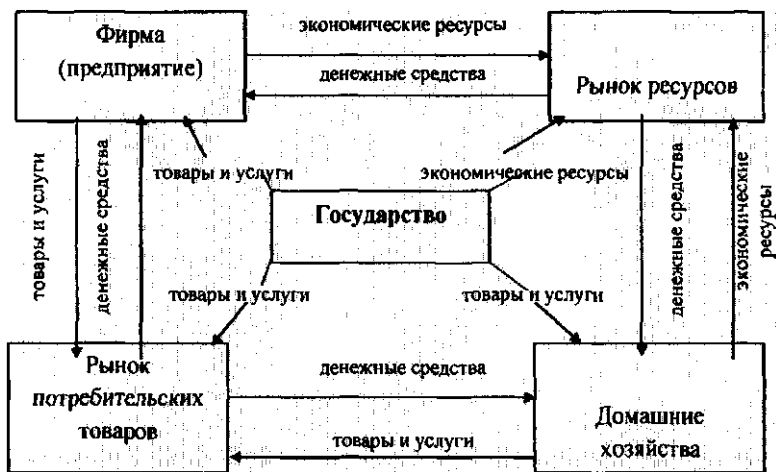 Фирма
(предприятие)
экономические ресурсы
денежные средства
Рынок ресурсов
товары и услуги
экономические ресурсы
Государство
товары и услуги
денежные средства
денежные средства
экономические
ресурсы
товары и услуги
товары и услуги
Рынок
потребительских
товаров
денежные средства
товары и услуги
Домашние
хозяйства